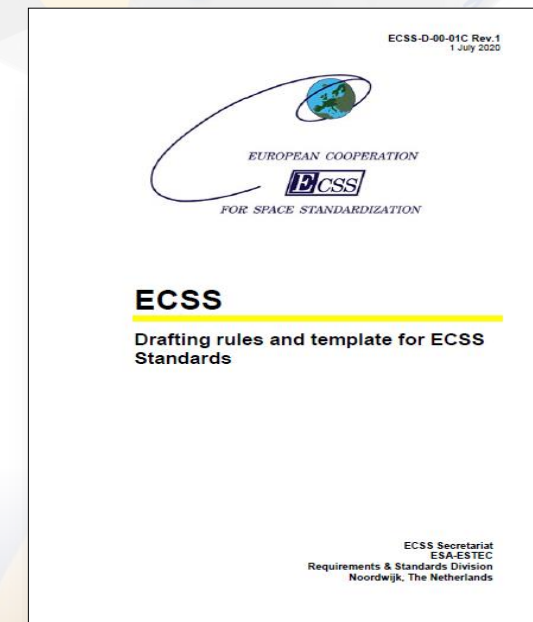 ECSS-D-00-01C Rev.1
1 July 2020
EUROPEAN COOPERATION
ECSS
FOR SPACE STANDARDIZATION
ECSS
Drafting rules and template for ECSS
Standards
ECSS Secretariat
ESA-ESTEC
Requirements & Standards Division
Noordwijk, The Netherlands